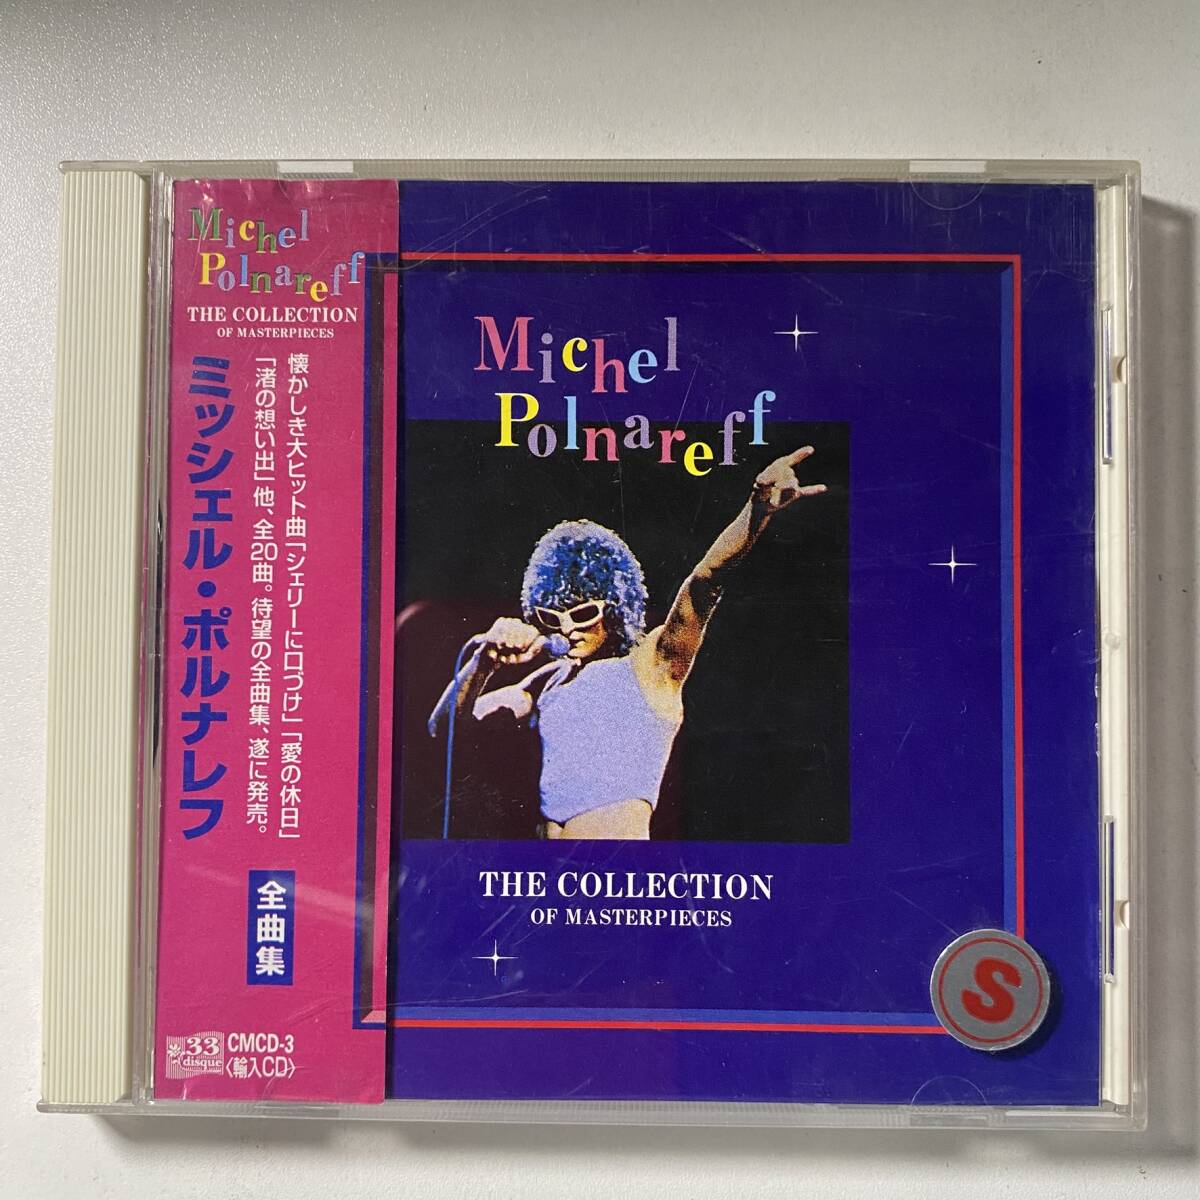 Michel
Polnareff
THE COLLECTION
OF MASTERPIECES
懐かしき大ヒット曲「シェリーに口づけ」「愛の休日」
「渚の想い出」他、全20曲。待望の全曲集、遂に発売。
ミッシェル・ポルナレフ
全曲集
33
disque
CMCD-3
〈輸入CD〉
Michel
Polnareff
THE COLLECTION
OF MASTERPIECES
S